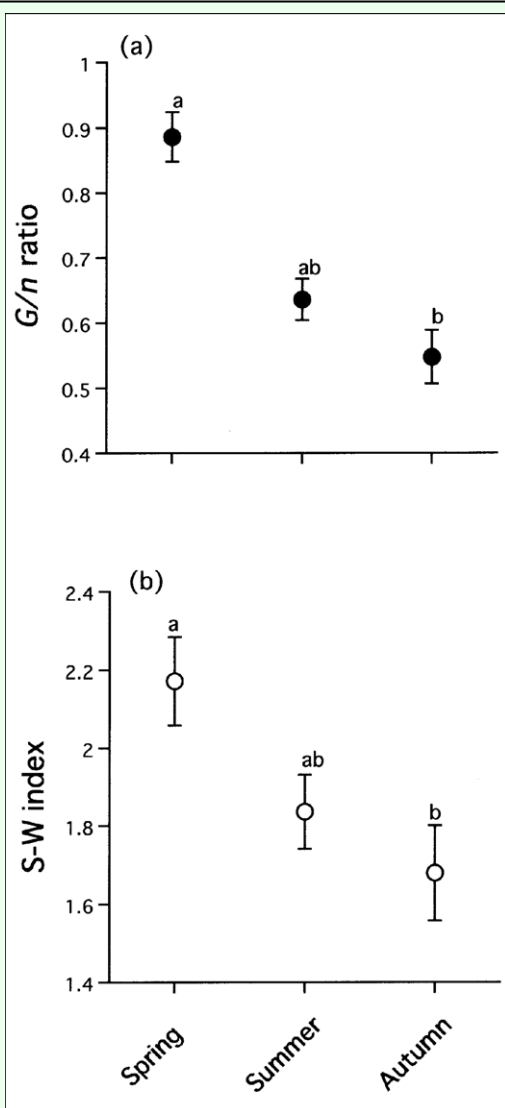 (a)
1
0.9
0.8
0.7
0.6
0.5
0.4
G/n ratio
a
ab
b
(b)
2.4
2.2
2
1.8
1.6
1.4
S-W index
a
ab
b
Spring
Summer
Autumn